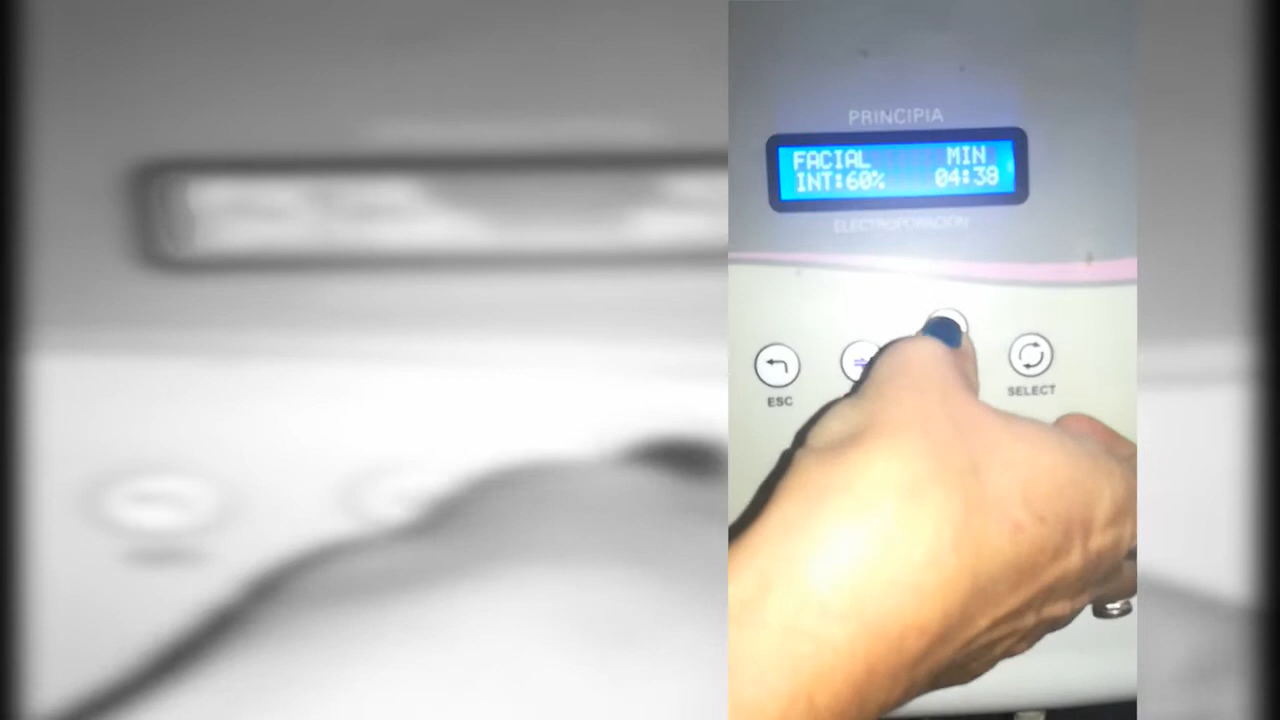 PRINCIPIA
FACIAL MIN
INT:60% 04:38
ELECTROPORACIÓN
ESC
SELECT